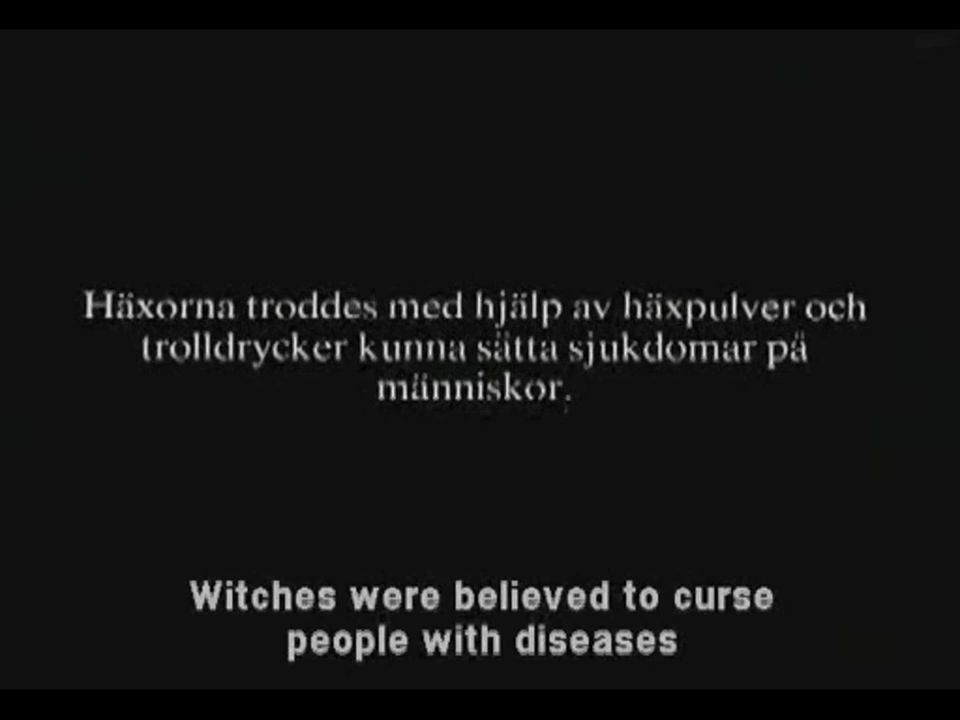 Häxorna troddes med hjälp av häxpulver och
trolldrycker kunna sätta sjukdomar på
människor.
Witches were believed to curse
people with diseases